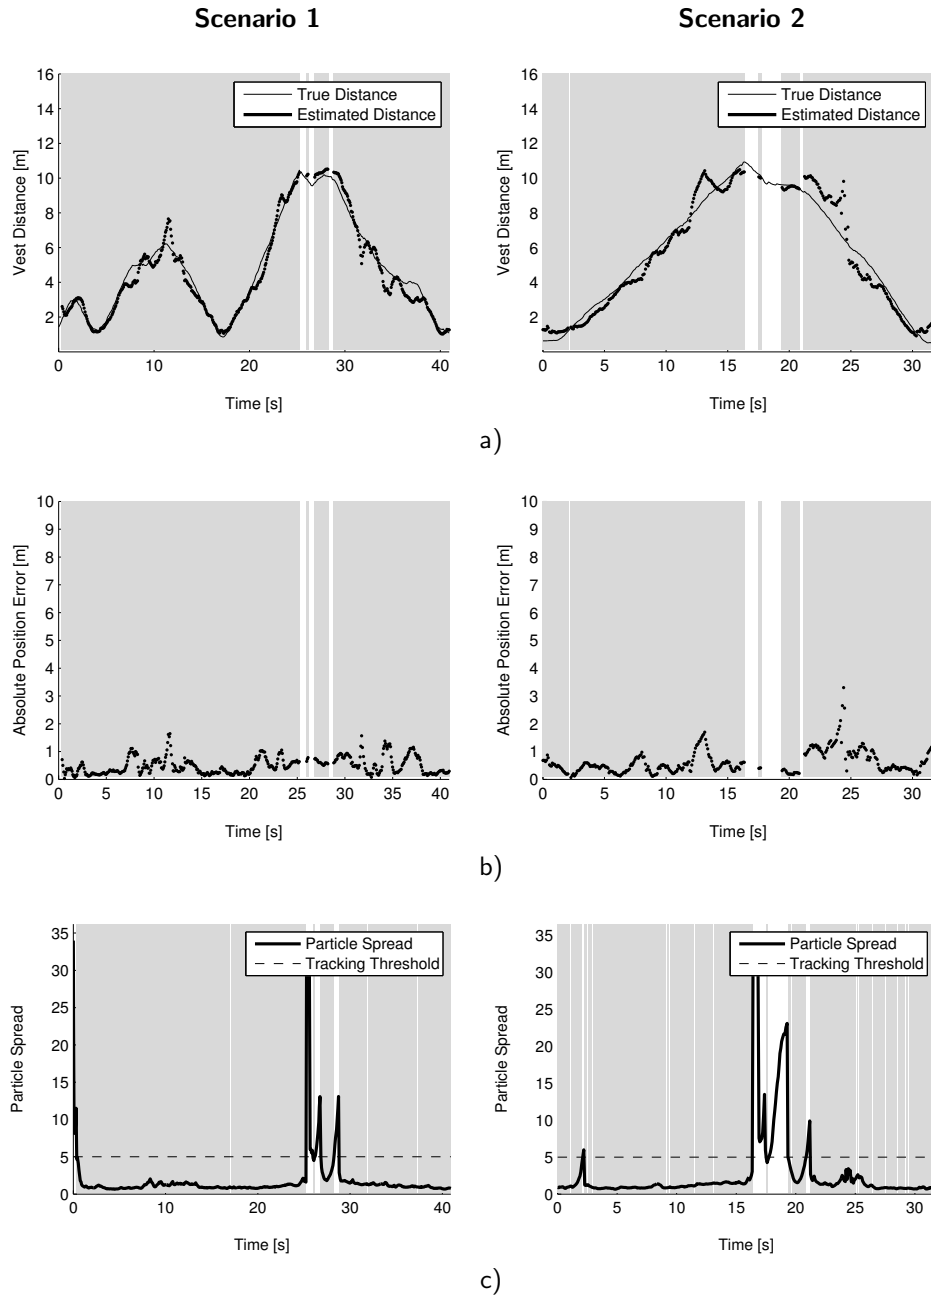 Scenario 1
Scenario 2
16
14
12
10
8
6
4
2
Vest Distance [m]
True Distance
Estimated Distance
0 10 20 30 40
Time [s]
16
14
12
10
8
6
4
2
Vest Distance [m]
True Distance
Estimated Distance
0 5 10 15 20 25 30
Time [s]
a)
10
9
8
7
6
5
4
3
2
1
0
Absolute Position Error [m]
0 5 10 15 20 25 30 35 40
Time [s]
10
9
8
7
6
5
4
3
2
1
0
Absolute Position Error [m]
0 5 10 15 20 25 30
Time [s]
b)
35
30
25
20
15
10
5
0
Particle Spread
Particle Spread
Tracking Threshold
0 10 20 30 40
Time [s]
35
30
25
20
15
10
5
0
Particle Spread
Particle Spread
Tracking Threshold
0 5 10 15 20 25 30
Time [s]
c)